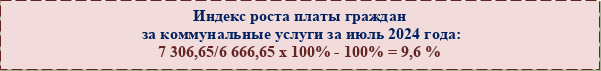 Индекс роста платы граждан
за коммунальные услуги за июль 2024 года:
7 306,65/6 666,65 х 100% - 100% = 9,6 %